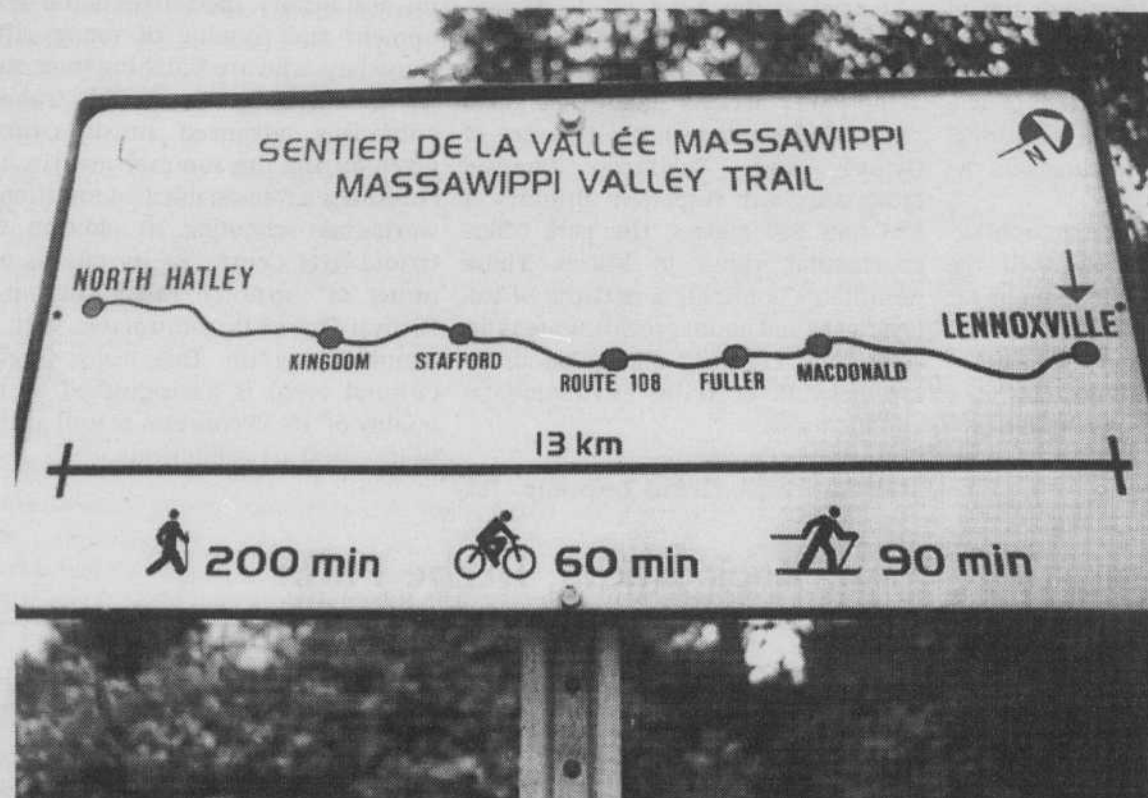 SENTIER DE LA VALLÉE MASSAWIPPI
MASSAWIPPI VALLEY TRAIL
N
NORTH HATLEY
LENNOXVILLE
KINGDOM
STAFFORD
ROUTE 108
FULLER
MACDONALD
13 km
200 min
60 min
90 min